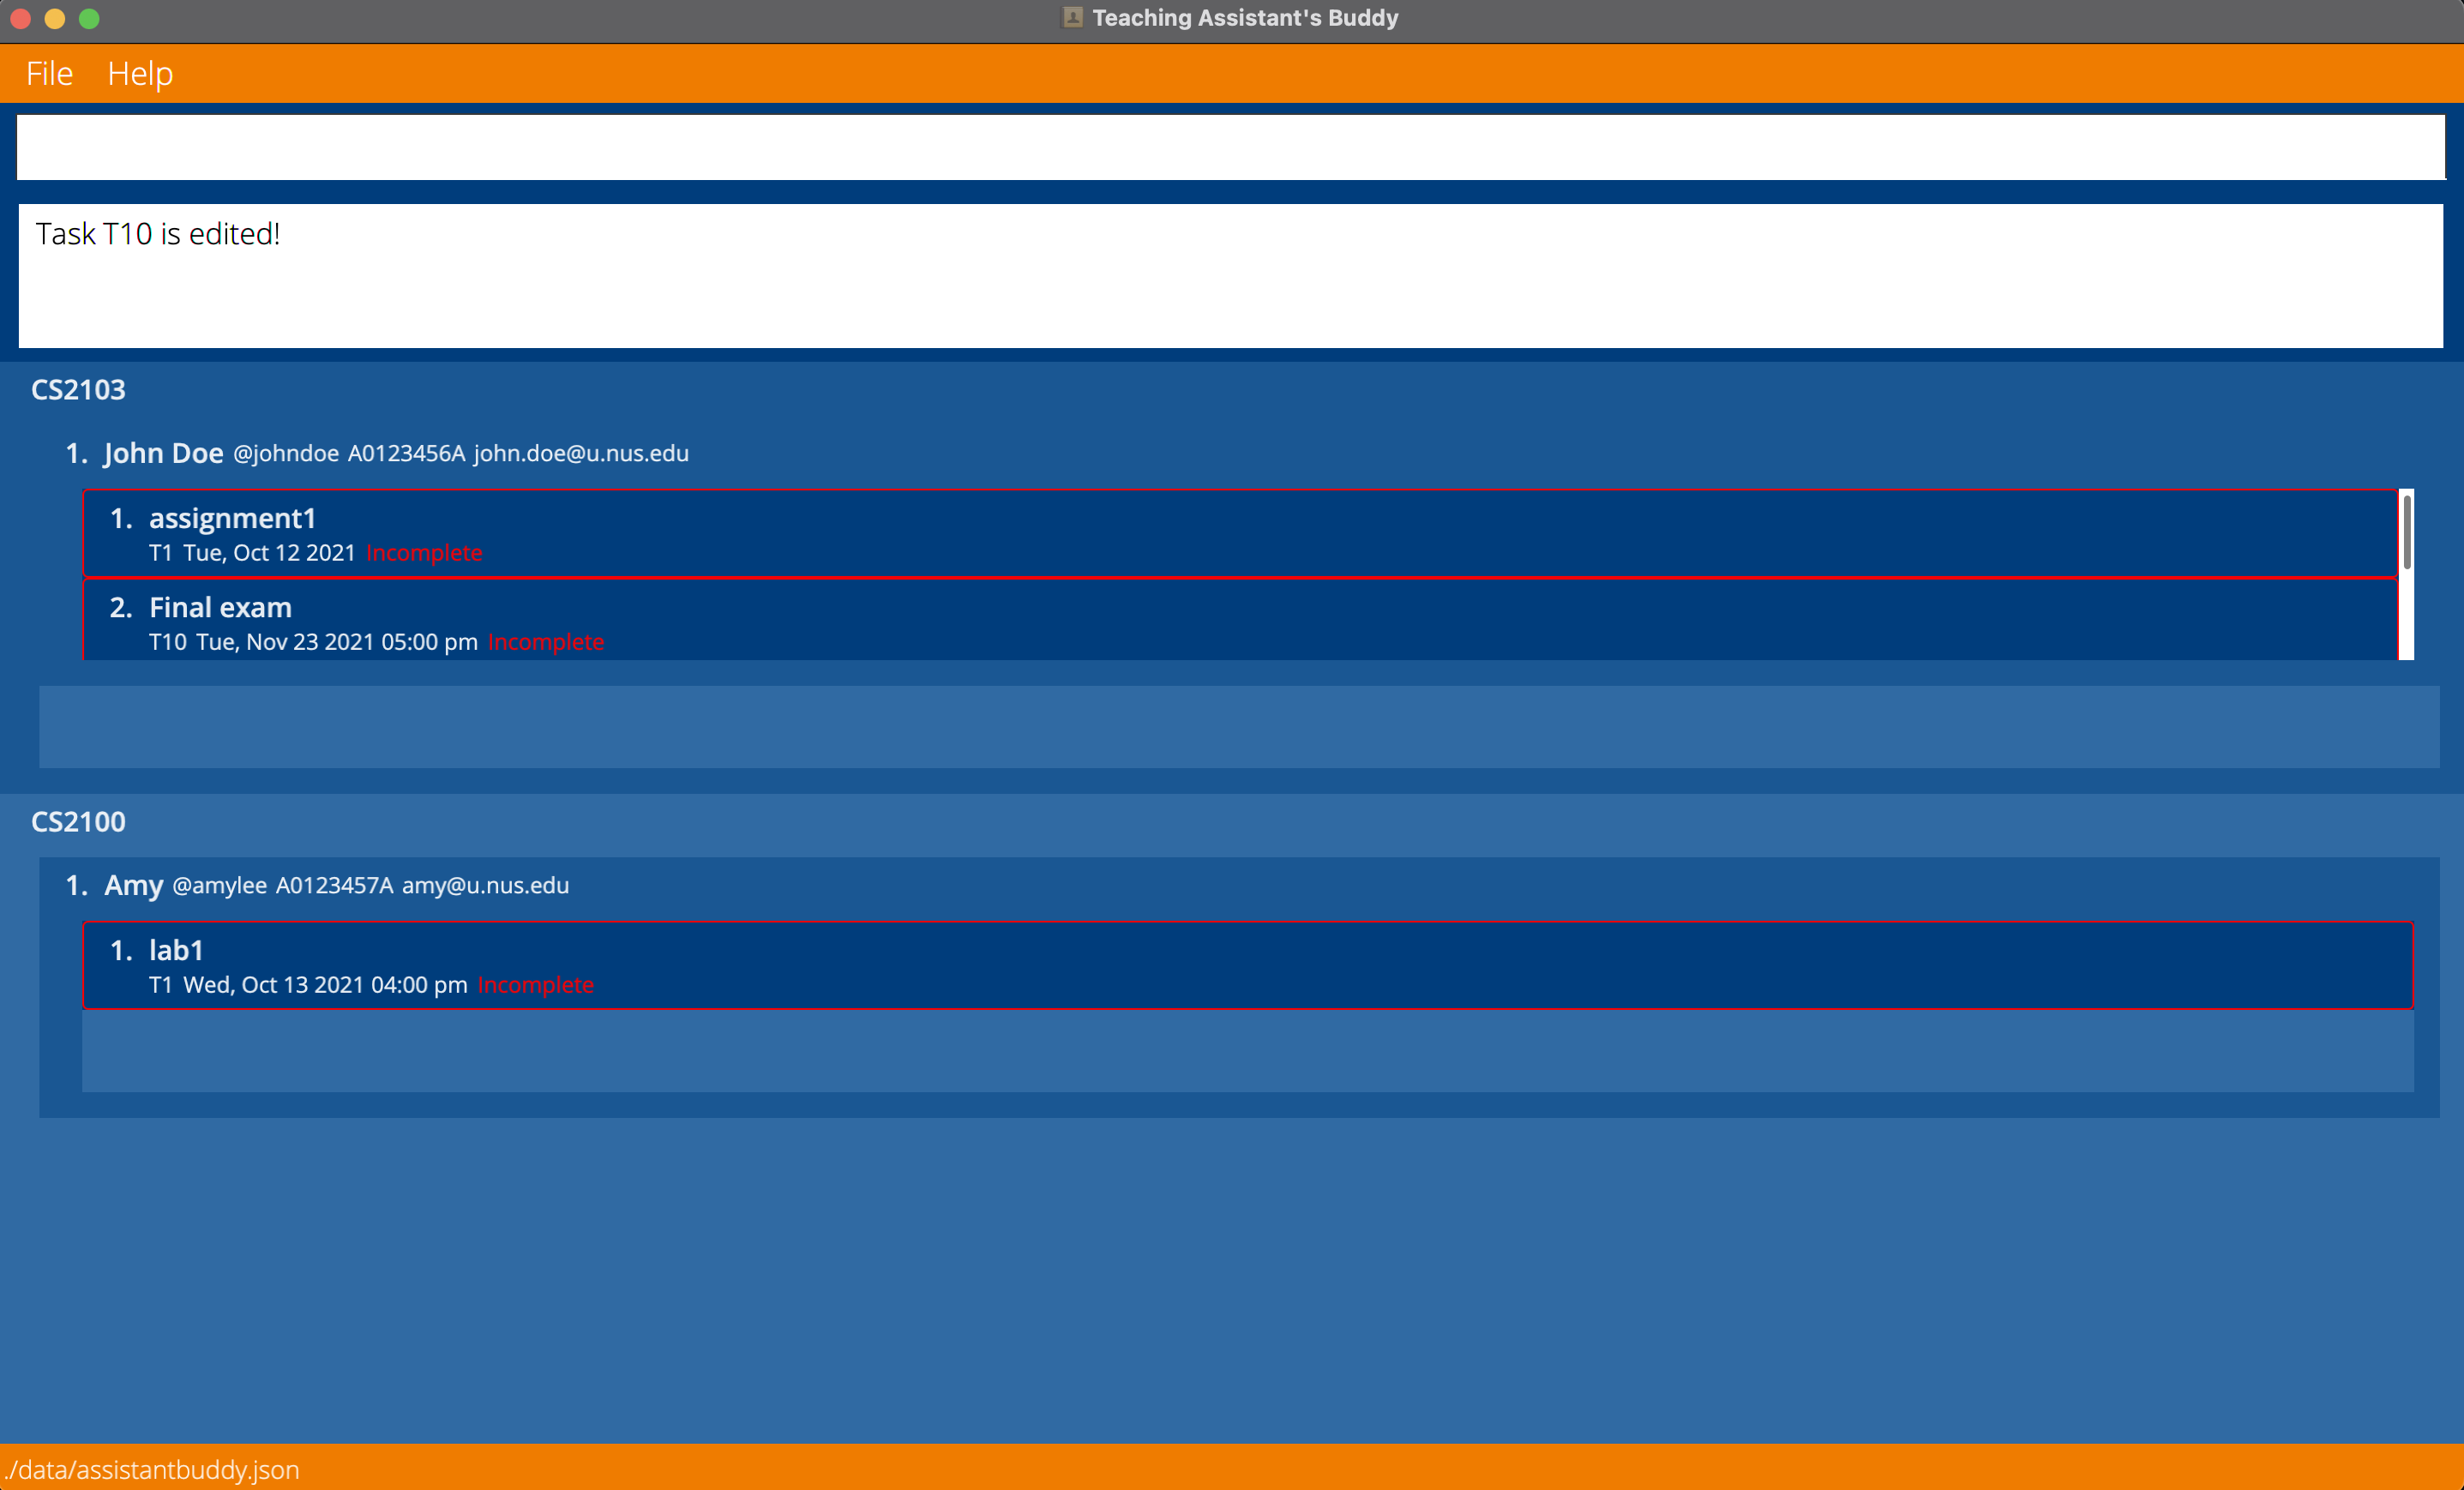 Teaching Assistant's Buddy
File Help
Task T10 is edited!
CS2103
1. John Doe @johndoe A0123456A john.doe@u.nus.edu
1. assignment1
T1 Tue, Oct 12 2021 Incomplete
2. Final exam
T10 Tue, Nov 23 2021 05:00 pm Incomplete
CS2100
1. Amy @amylee A0123457A amy@u.nus.edu
1. lab1
T1 Wed, Oct 13 2021 04:00 pm Incomplete
./data/assistantbuddy.json